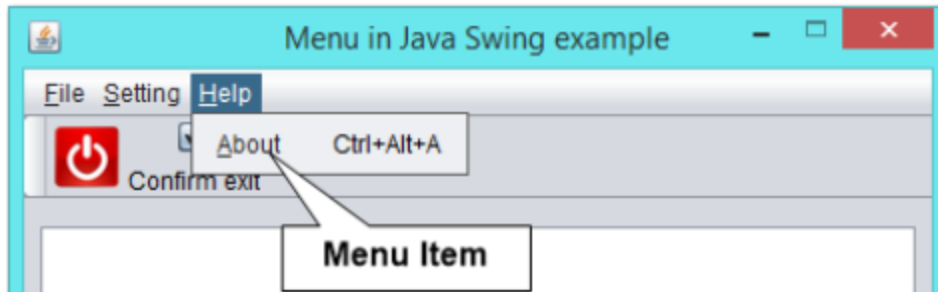 Menu in Java Swing example
File Setting Help
About Ctrl+Alt+A
Confirm exit
Menu Item